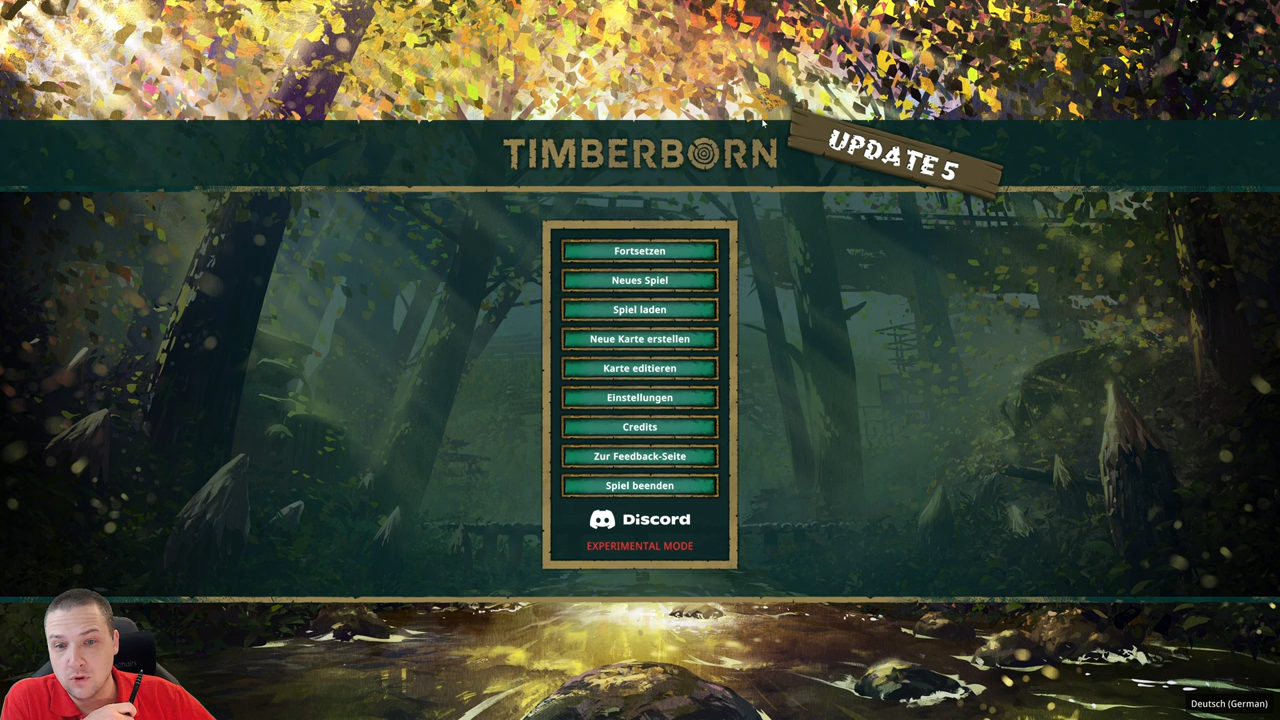 TIMBERBORN
UPDATE 5
Fortsetzen
Neues Spiel
Spiel laden
Neue Karte erstellen
Karte editieren
Einstellungen
Credits
Zur Feedback-Seite
Spiel beenden
Discord
EXPERIMENTAL MODE
Deutsch (German)